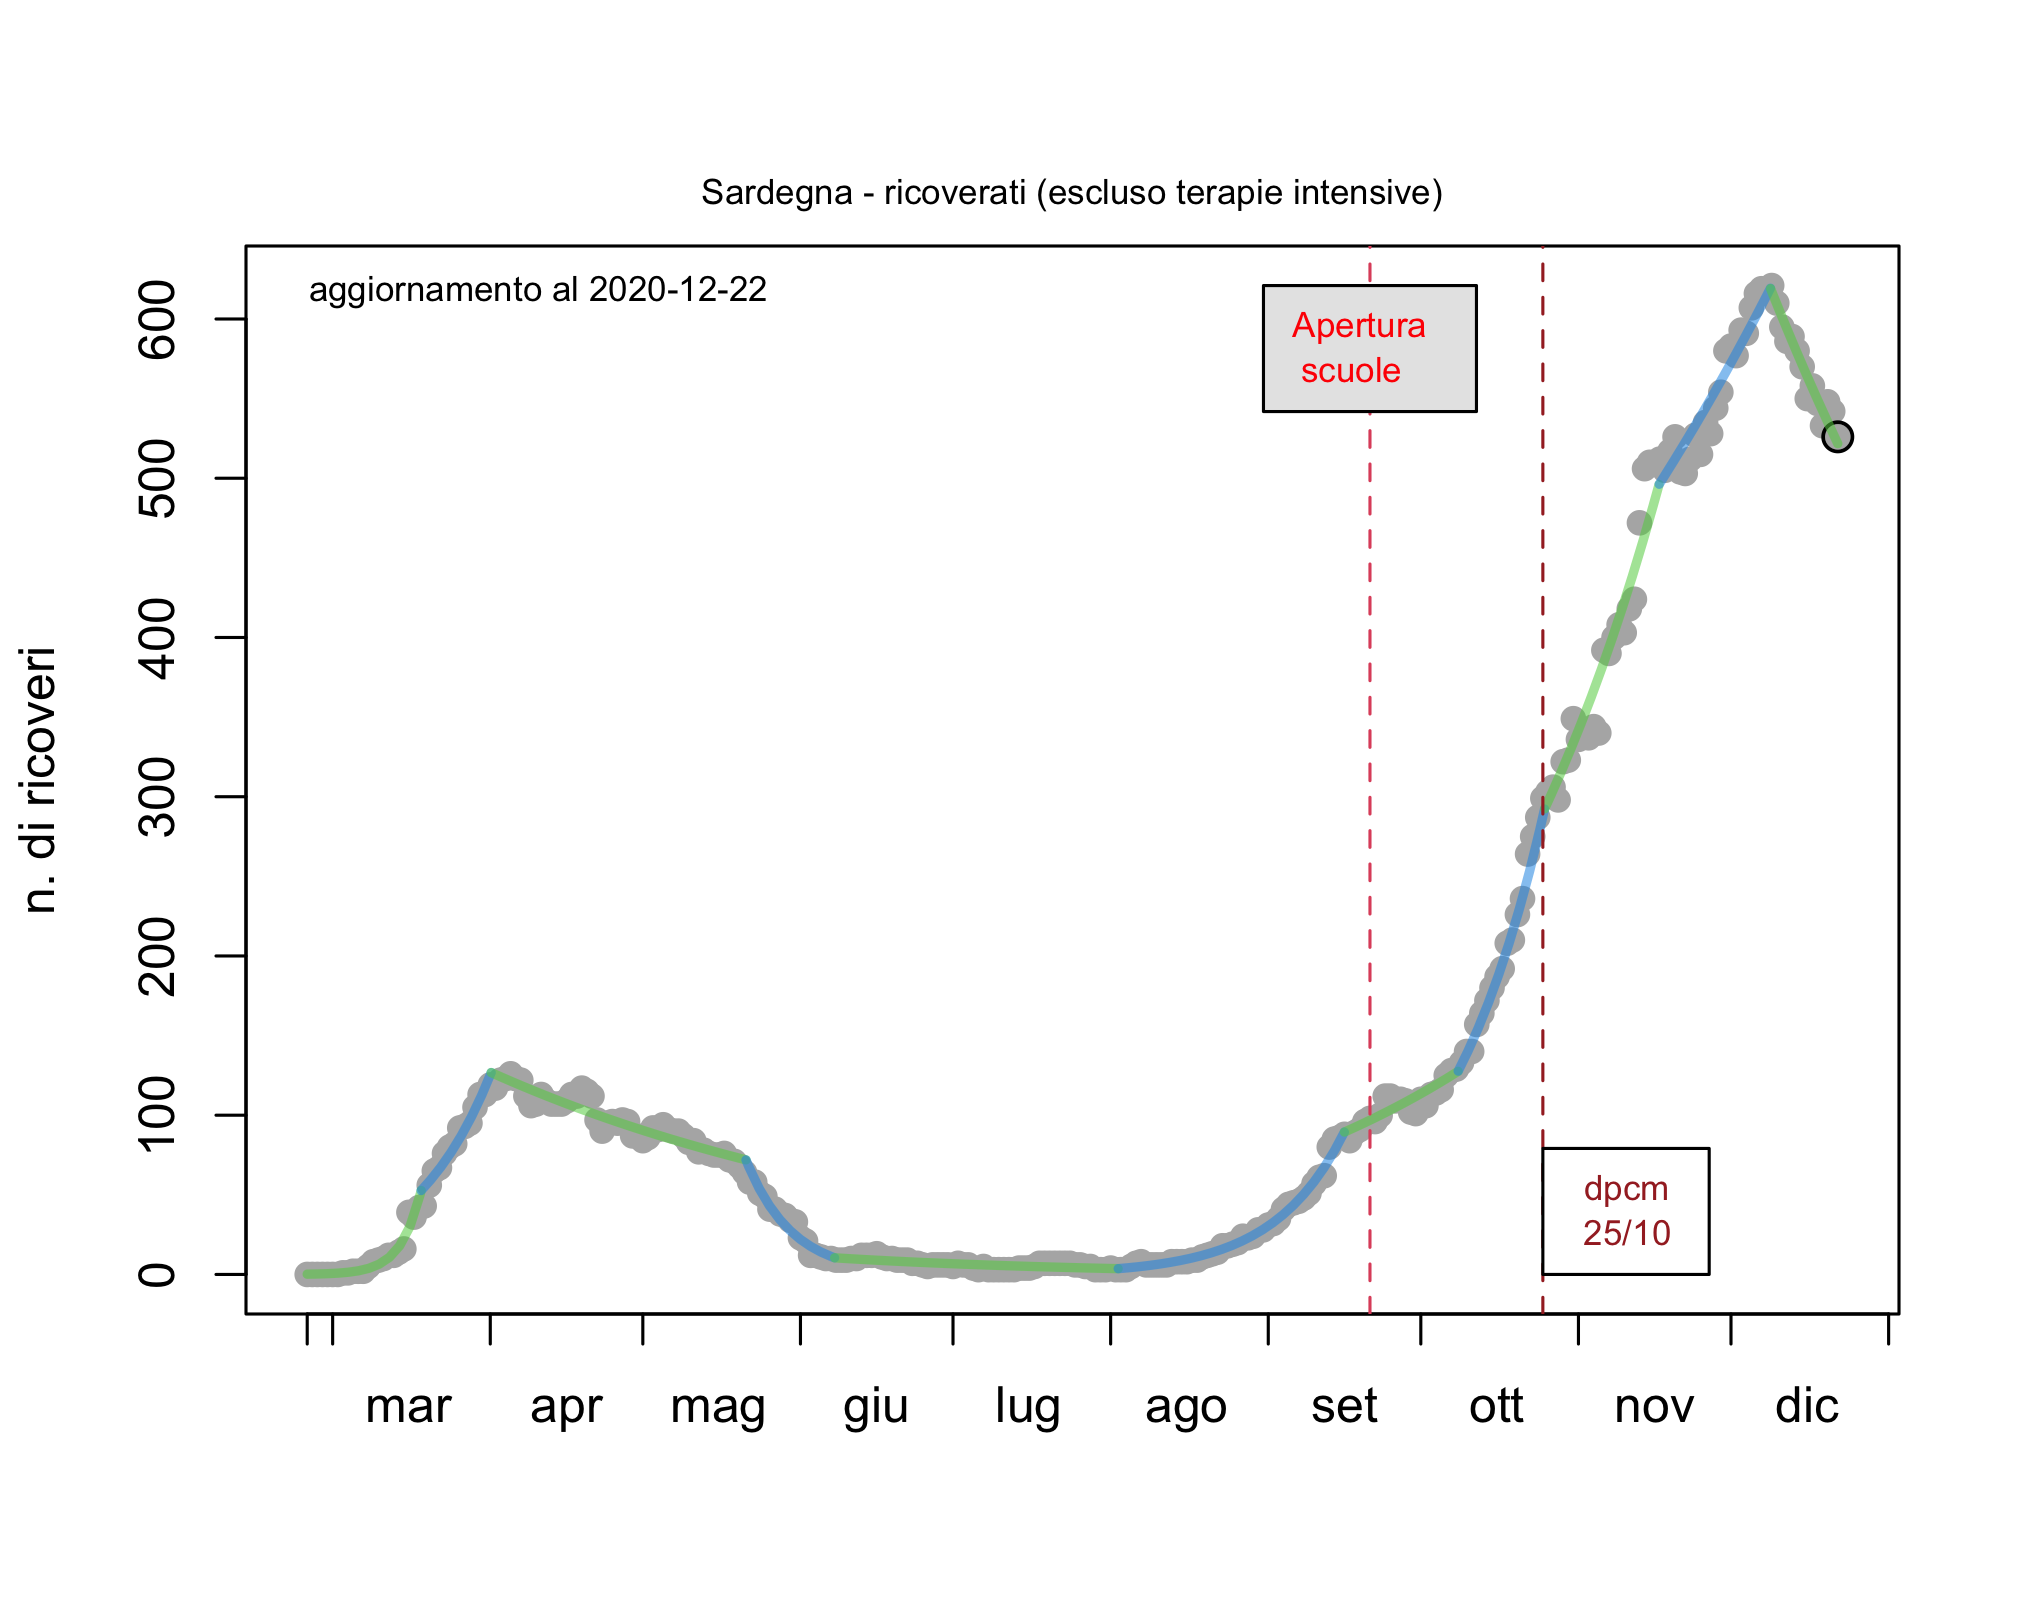 Sardegna - ricoverati (escluso terapie intensive)
aggiornamento al 2020-12-22
Apertura
scuole
dpcm
25/10
n. di ricoveri
600
500
400
300
200
100
0
mar apr mag giu lug ago set ott nov dic